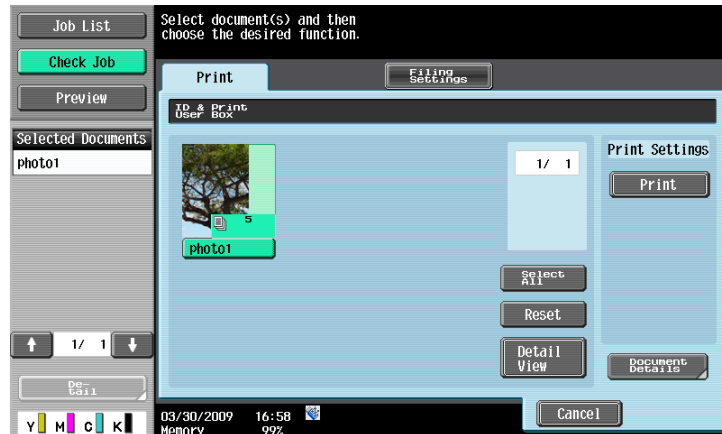 Job List
Check Job
Preview
Selected Documents
photo1
1/ 1
De-
tail
Y M C K
Select document(s) and then
choose the desired function.
Print
Filing
Settings
ID & Print
User Box
5
photo1
1/ 1
Select
All
Reset
Detail
View
Print Settings
Print
Document
Details
03/30/2009 16:58
Memory 99%
Cancel